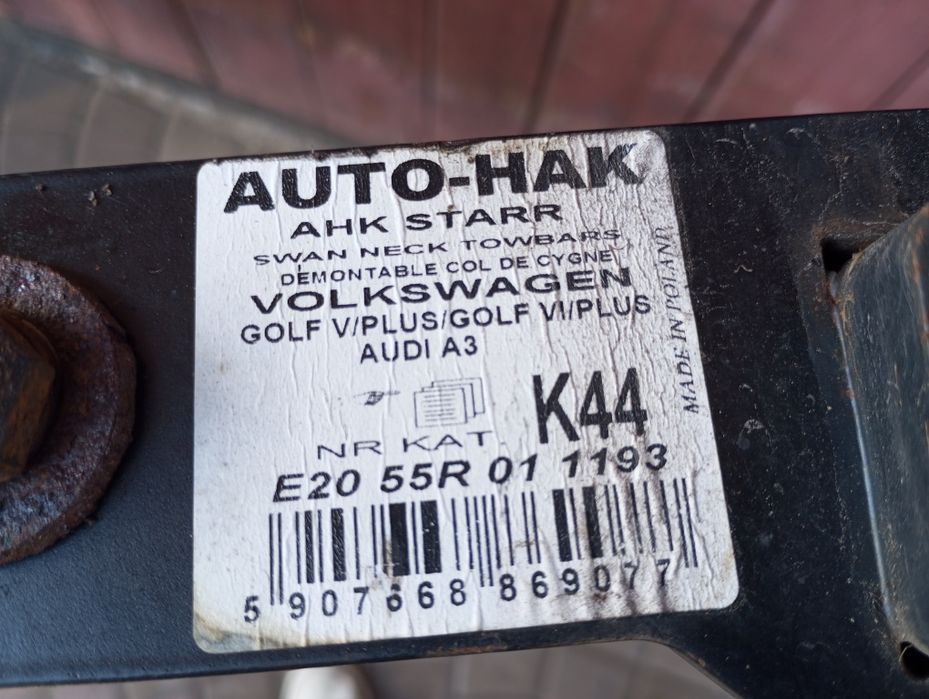 AUTO-HAK
AHK STARR
SWAN NECK TOWBARS
DÉMONTABLE COL DE CYGNE
VOLKSWAGEN
GOLF V/PLUS/GOLF VI/PLUS
AUDI A3
MADE IN POLAND
K44
NR KAT.
E20 55R 01 1193
5 907668 869077